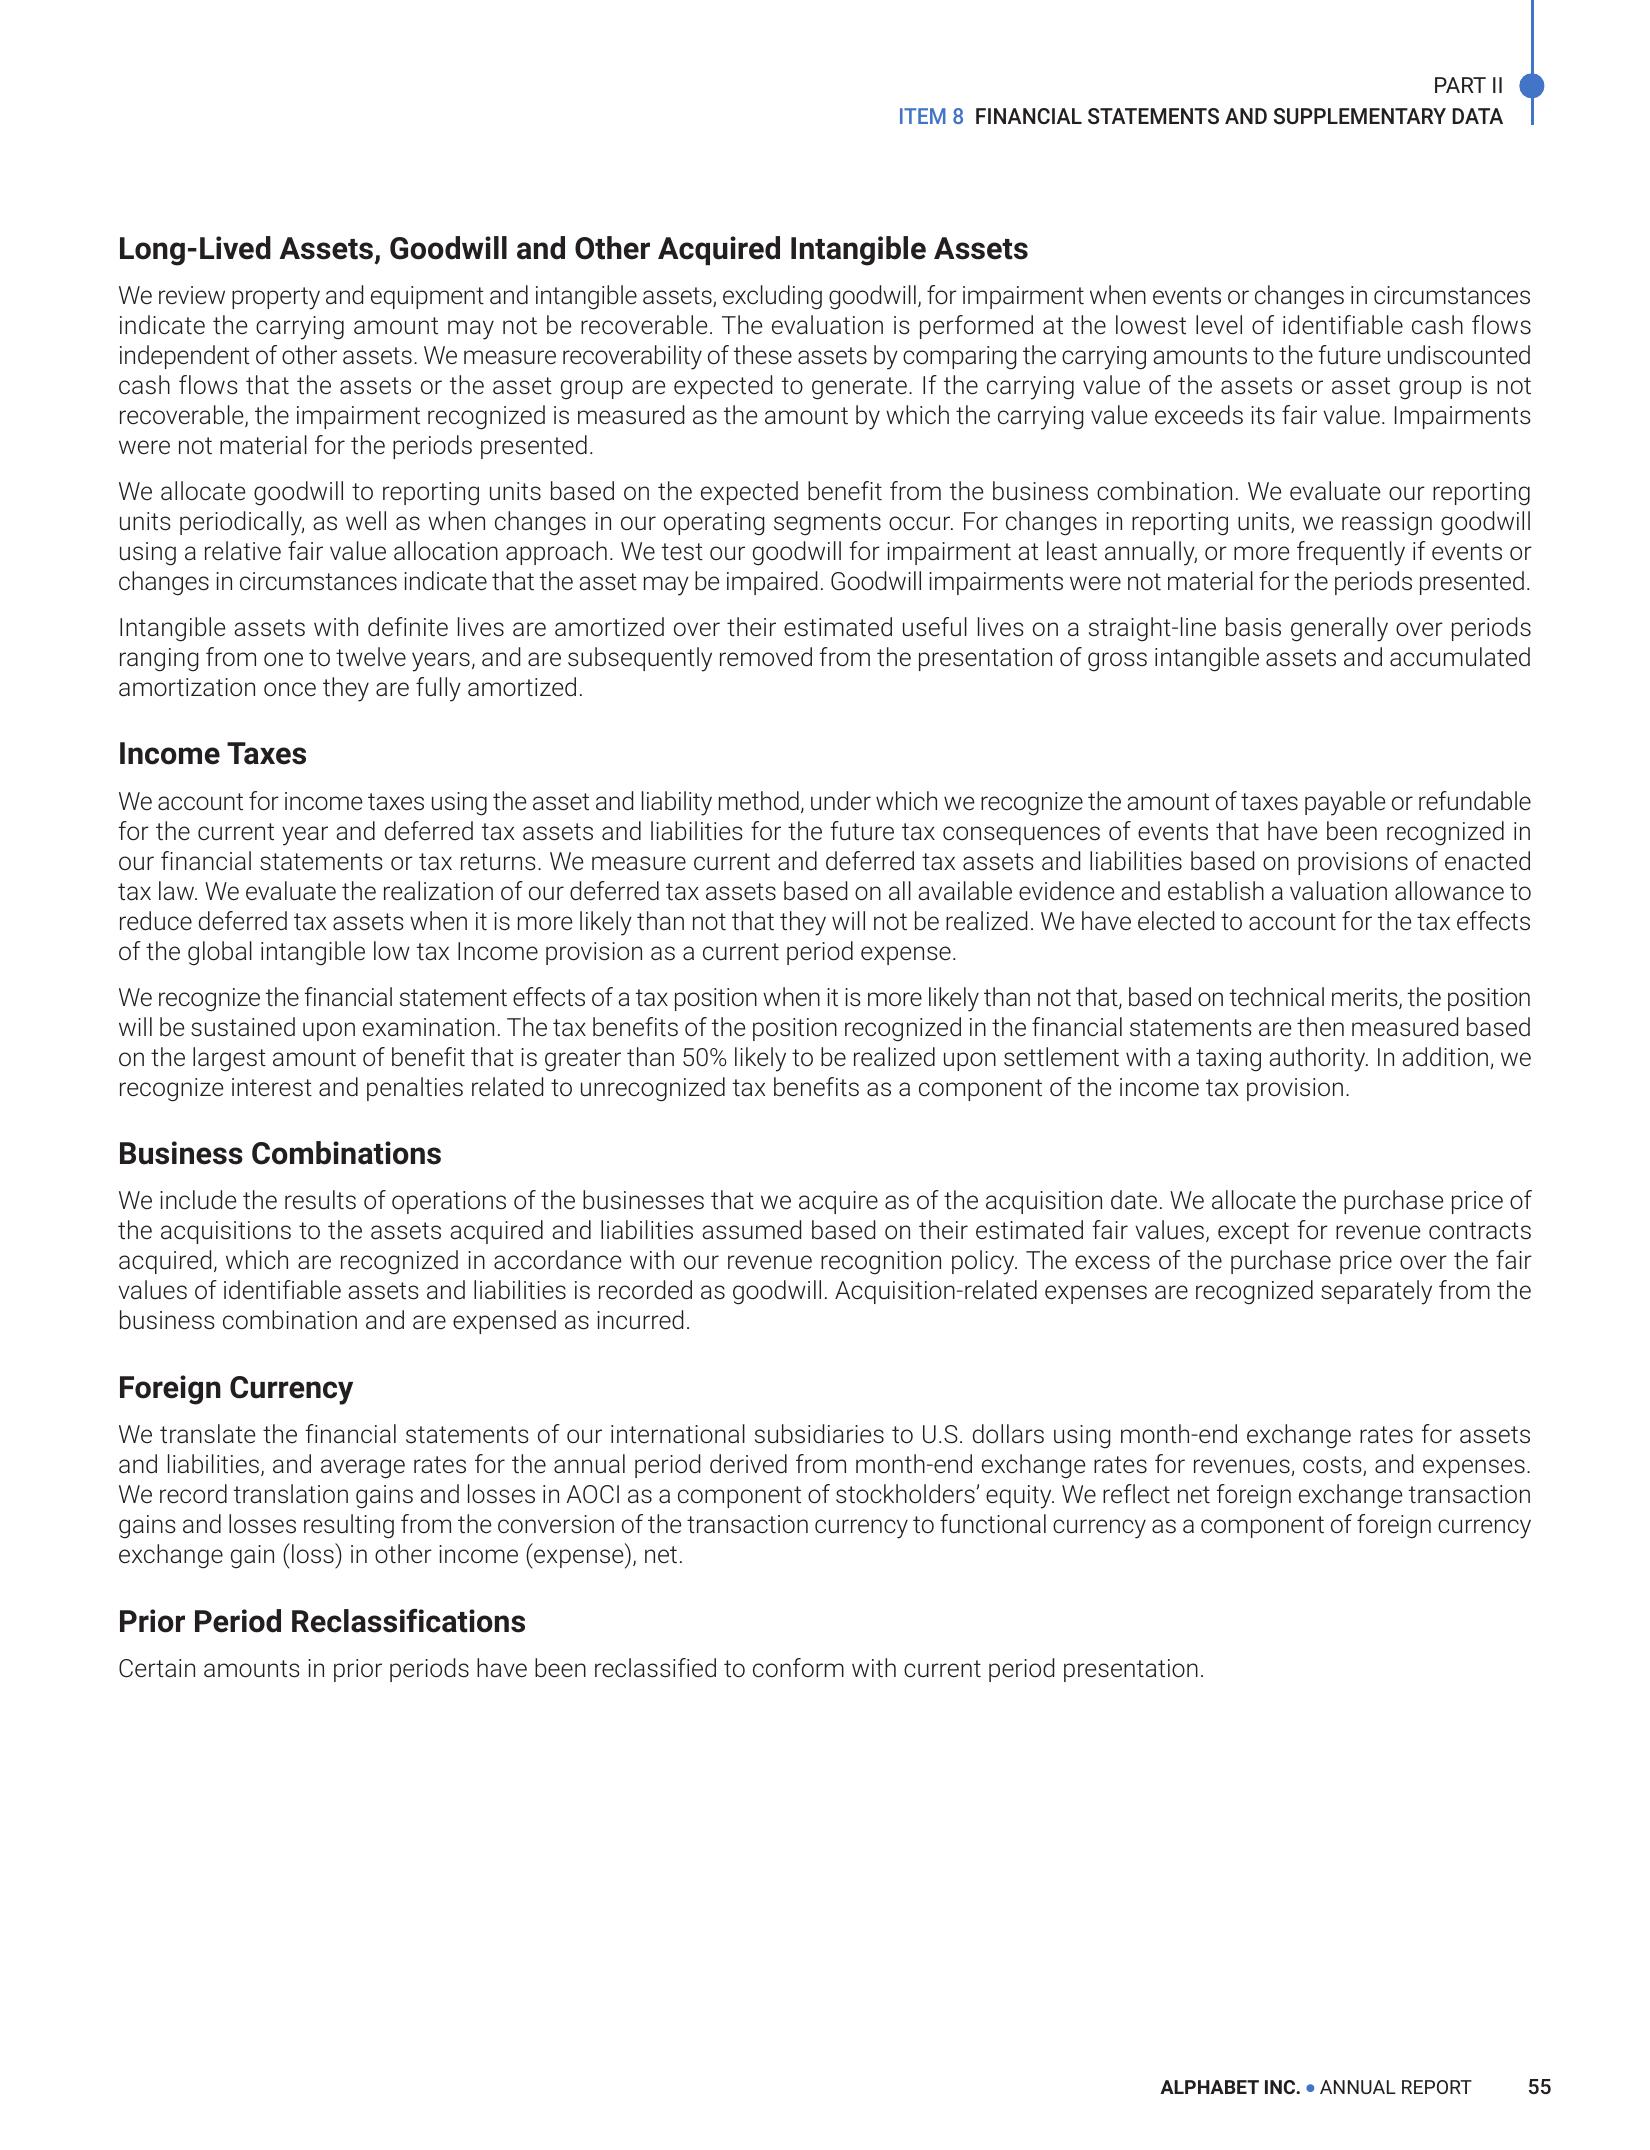 PART II
ITEM 8 FINANCIAL STATEMENTS AND SUPPLEMENTARY DATA
Long-Lived Assets, Goodwill and Other Acquired Intangible Assets
We review property and equipment and intangible assets, excluding goodwill, for impairment when events or changes in circumstances
indicate the carrying amount may not be recoverable. The evaluation is performed at the lowest level of identifiable cash flows
independent of other assets. We measure recoverability of these assets by comparing the carrying amounts to the future undiscounted
cash flows that the assets or the asset group are expected to generate. If the carrying value of the assets or asset group is not
recoverable, the impairment recognized is measured as the amount by which the carrying value exceeds its fair value. Impairments
were not material for the periods presented.
We allocate goodwill to reporting units based on the expected benefit from the business combination. We evaluate our reporting
units periodically, as well as when changes in our operating segments occur. For changes in reporting units, we reassign goodwill
using a relative fair value allocation approach. We test our goodwill for impairment at least annually, or more frequently if events or
changes in circumstances indicate that the asset may be impaired. Goodwill impairments were not material for the periods presented.
Intangible assets with definite lives are amortized over their estimated useful lives on a straight-line basis generally over periods
ranging from one to twelve years, and are subsequently removed from the presentation of gross intangible assets and accumulated
amortization once they are fully amortized.
Income Taxes
We account for income taxes using the asset and liability method, under which we recognize the amount of taxes payable or refundable
for the current year and deferred tax assets and liabilities for the future tax consequences of events that have been recognized in
our financial statements or tax returns. We measure current and deferred tax assets and liabilities based on provisions of enacted
tax law. We evaluate the realization of our deferred tax assets based on all available evidence and establish a valuation allowance to
reduce deferred tax assets when it is more likely than not that they will not be realized. We have elected to account for the tax effects
of the global intangible low tax Income provision as a current period expense.
We recognize the financial statement effects of a tax position when it is more likely than not that, based on technical merits, the position
will be sustained upon examination. The tax benefits of the position recognized in the financial statements are then measured based
on the largest amount of benefit that is greater than 50% likely to be realized upon settlement with a taxing authority. In addition, we
recognize interest and penalties related to unrecognized tax benefits as a component of the income tax provision.
Business Combinations
We include the results of operations of the businesses that we acquire as of the acquisition date. We allocate the purchase price of
the acquisitions to the assets acquired and liabilities assumed based on their estimated fair values, except for revenue contracts
acquired, which are recognized in accordance with our revenue recognition policy. The excess of the purchase price over the fair
values of identifiable assets and liabilities is recorded as goodwill. Acquisition-related expenses are recognized separately from the
business combination and are expensed as incurred.
Foreign Currency
We translate the financial statements of our international subsidiaries to U.S. dollars using month-end exchange rates for assets
and liabilities, and average rates for the annual period derived from month-end exchange rates for revenues, costs, and expenses.
We record translation gains and losses in AOCI as a component of stockholders’ equity. We reflect net foreign exchange transaction
gains and losses resulting from the conversion of the transaction currency to functional currency as a component of foreign currency
exchange gain (loss) in other income (expense), net.
Prior Period Reclassifications
Certain amounts in prior periods have been reclassified to conform with current period presentation.
ALPHABET INC. • ANNUAL REPORT 55